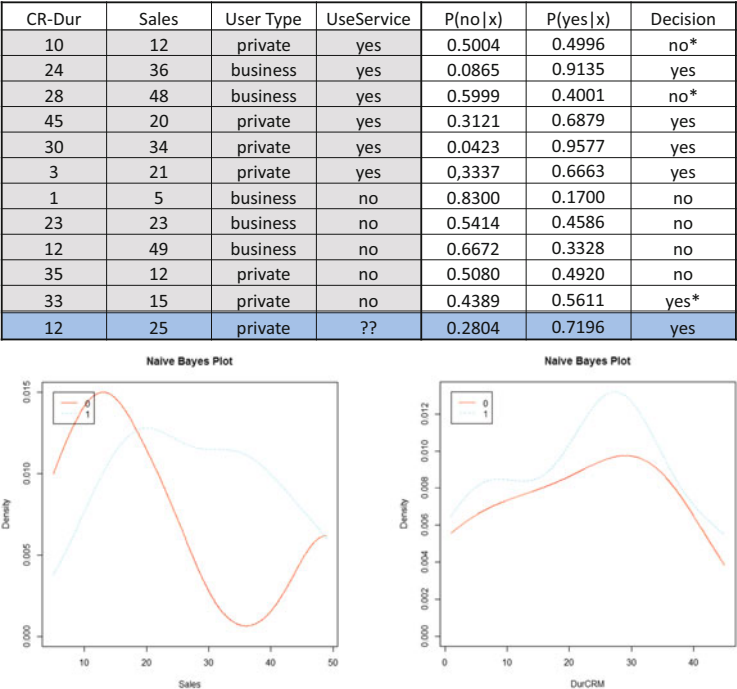 CR-Dur Sales User Type UseService P(no|x) P(yes|x) Decision
10 12 private yes 0.5004 0.4996 no*
24 36 business yes 0.0865 0.9135 yes
28 48 business yes 0.5999 0.4001 no*
45 20 private yes 0.3121 0.6879 yes
30 34 private yes 0.0423 0.9577 yes
3 21 private yes 0,3337 0.6663 yes
1 5 business no 0.8300 0.1700 no
23 23 business no 0.5414 0.4586 no
12 49 business no 0.6672 0.3328 no
35 12 private no 0.5080 0.4920 no
33 15 private no 0.4389 0.5611 yes*
12 25 private ?? 0.2804 0.7196 yes
Naive Bayes Plot
0
1
Density
0.015
0.010
0.005
0.000
10 20 30 40 50
Sales
Naive Bayes Plot
0
1
Density
0.012
0.010
0.008
0.006
0.004
0.002
0.000
0 10 20 30 40
DurCRM